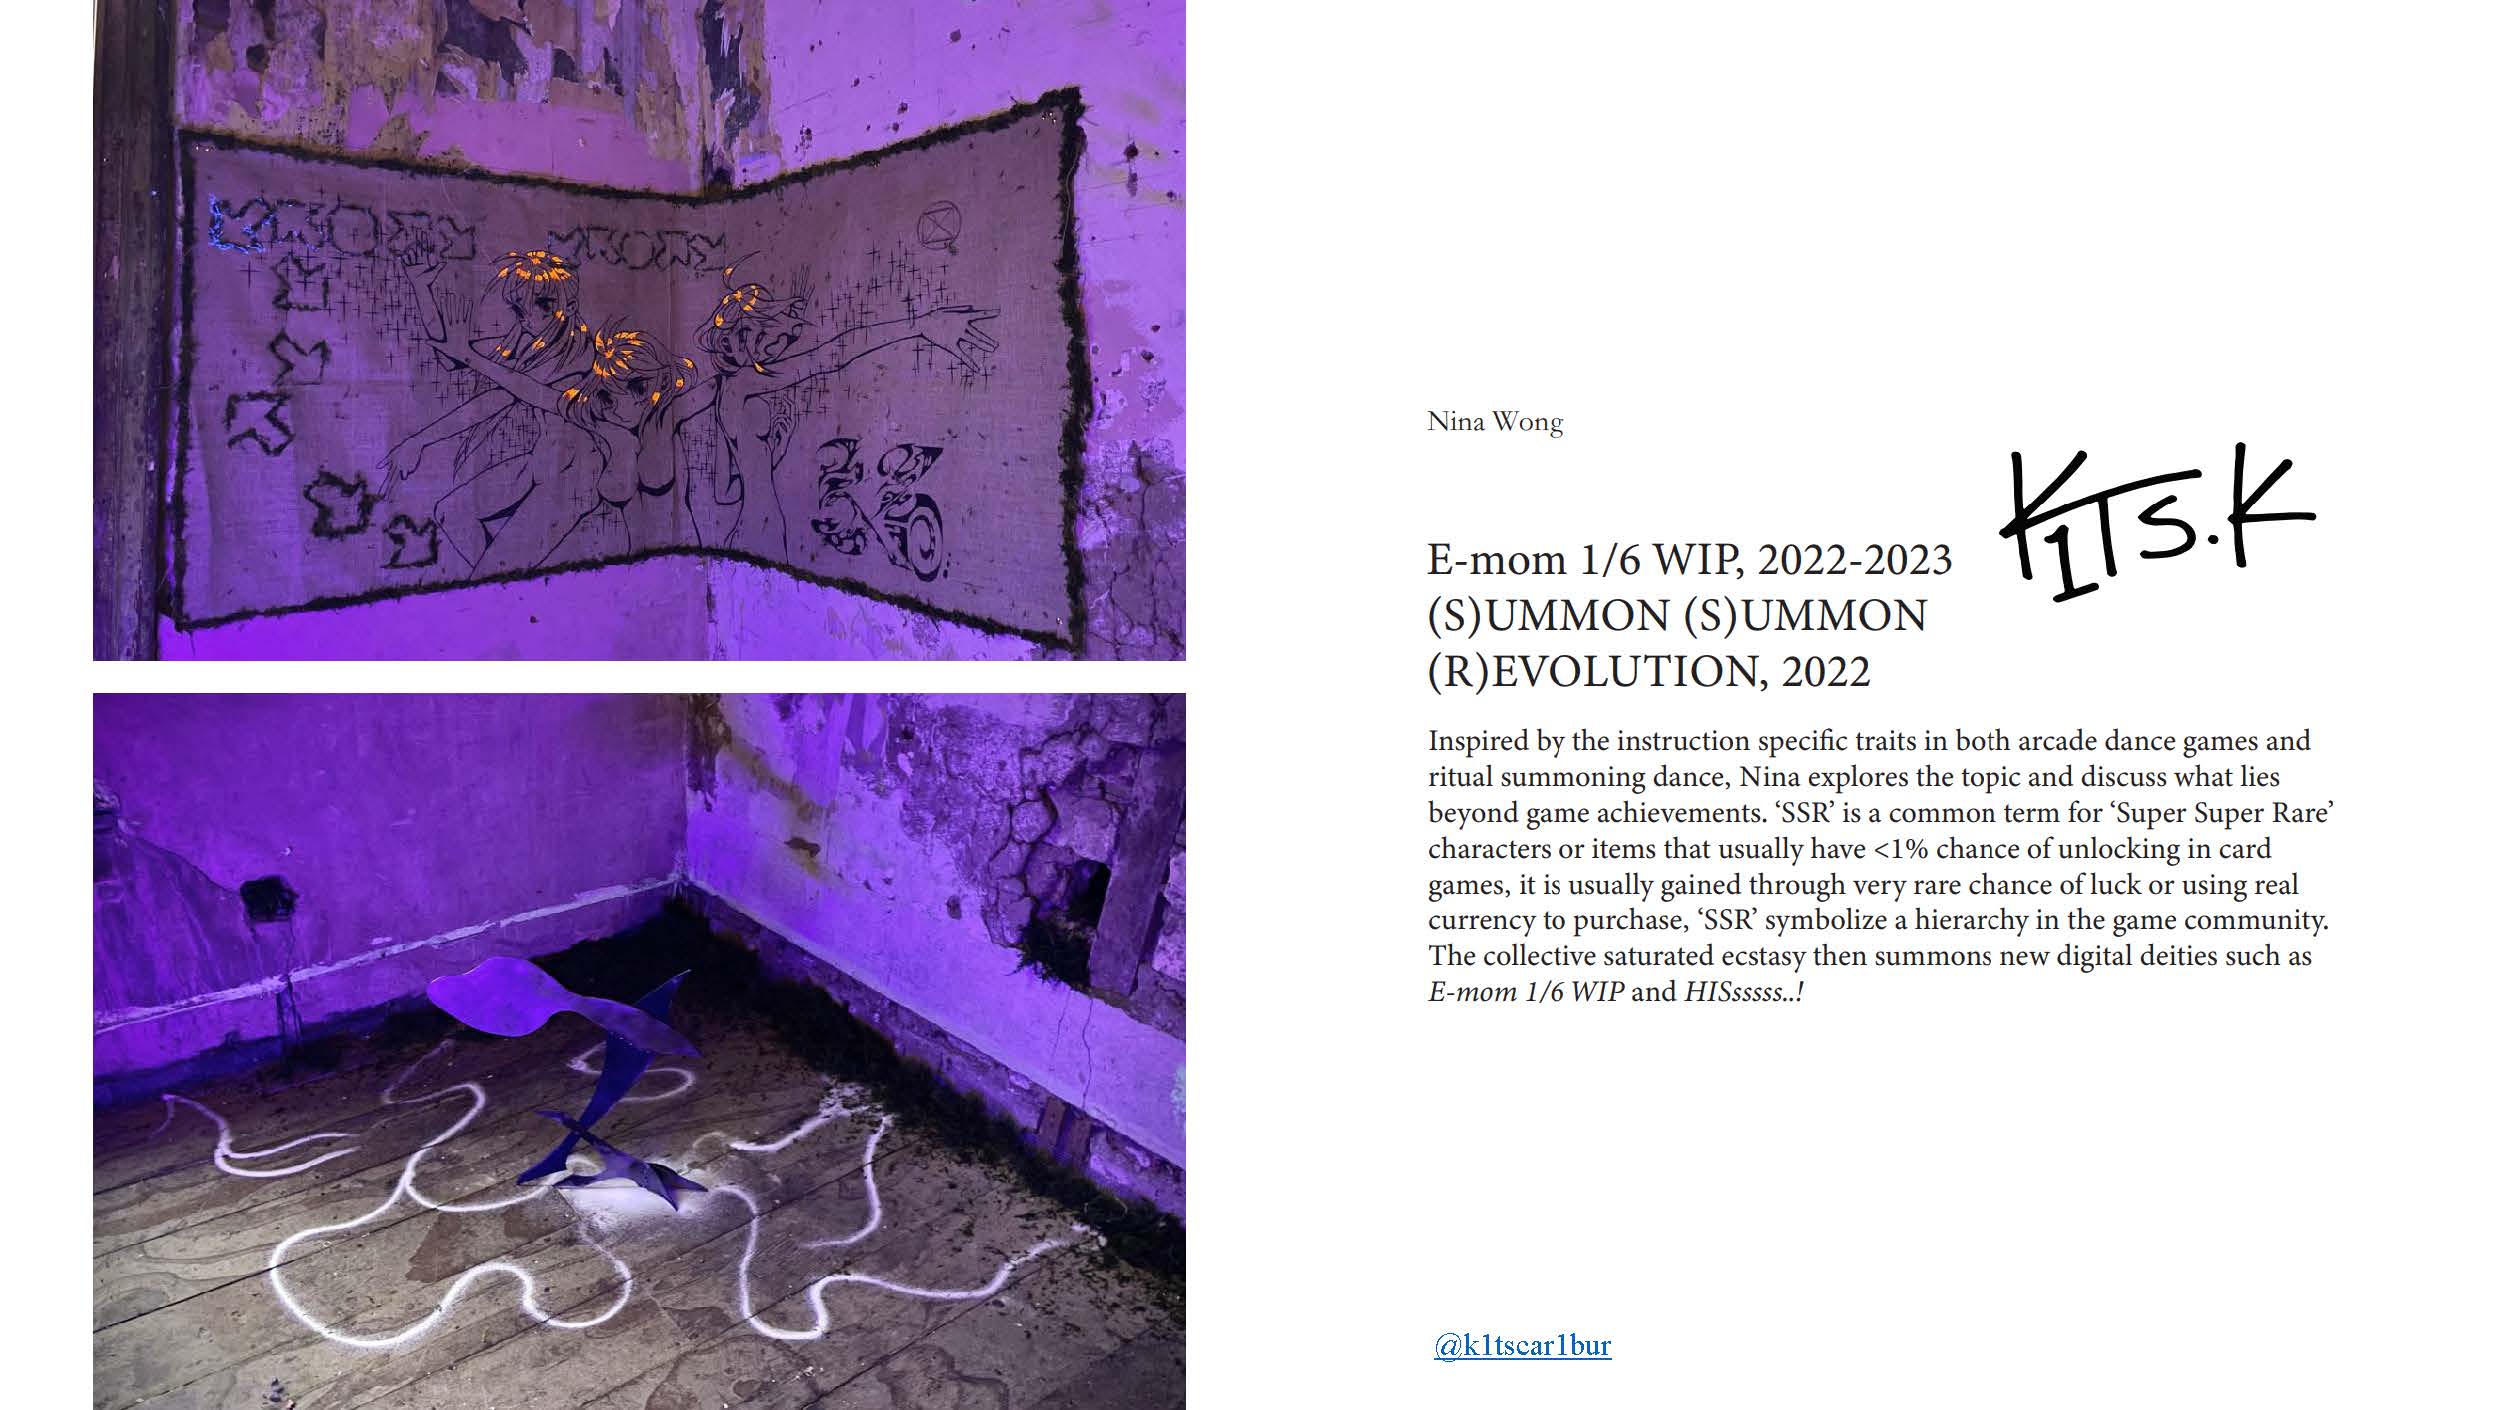 Nina Wong
K1Ts.K
E-mom 1/6 WIP, 2022-2023
(S)UMMON (S)UMMON
(R)EVOLUTION, 2022
Inspired by the instruction specific traits in both arcade dance games and
ritual summoning dance, Nina explores the topic and discuss what lies
beyond game achievements. ‘SSR’ is a common term for ‘Super Super Rare’
characters or items that usually have <1% chance of unlocking in card
games, it is usually gained through very rare chance of luck or using real
currency to purchase, ‘SSR’ symbolize a hierarchy in the game community.
The collective saturated ecstasy then summons new digital deities such as
E-mom 1/6 WIP and HISsssss..!
@k1tscar1bur